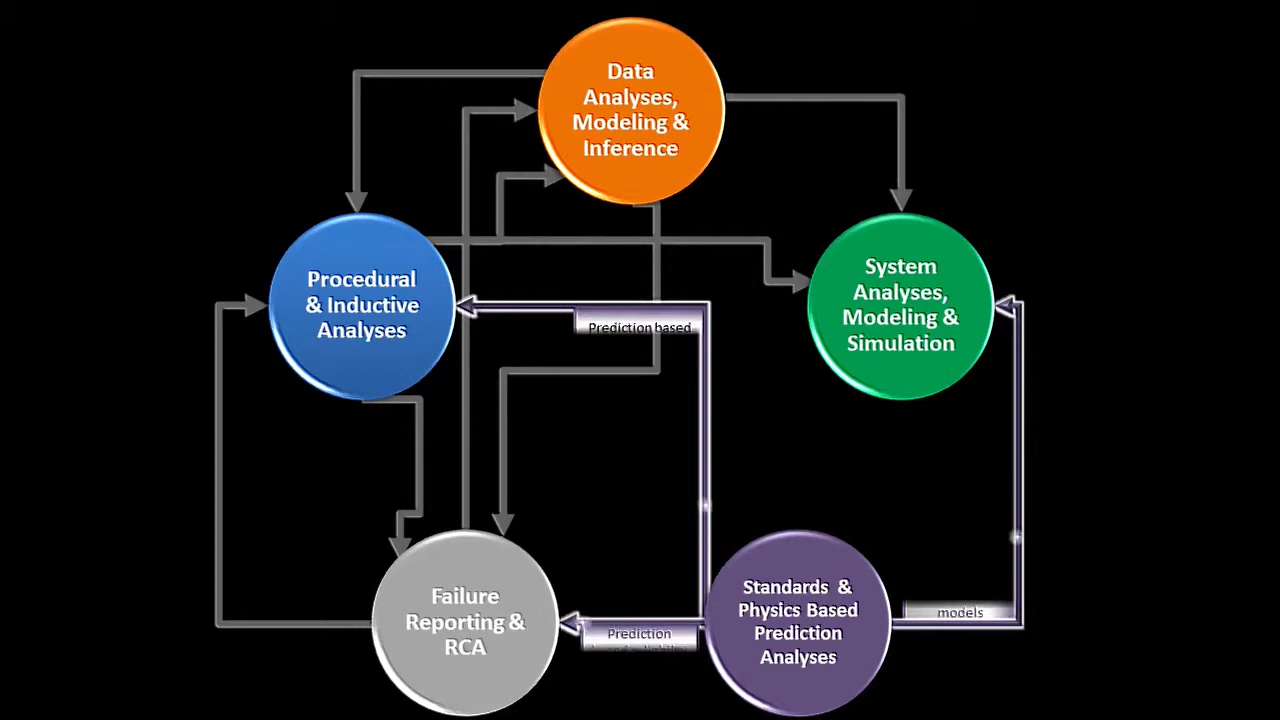 Data
Analyses,
Modeling &
Inference
Procedural
& Inductive
Analyses
System
Analyses,
Modeling &
Simulation
Prediction based
Failure
Reporting &
RCA
Prediction
Standards &
Physics Based
Prediction
Analyses
models